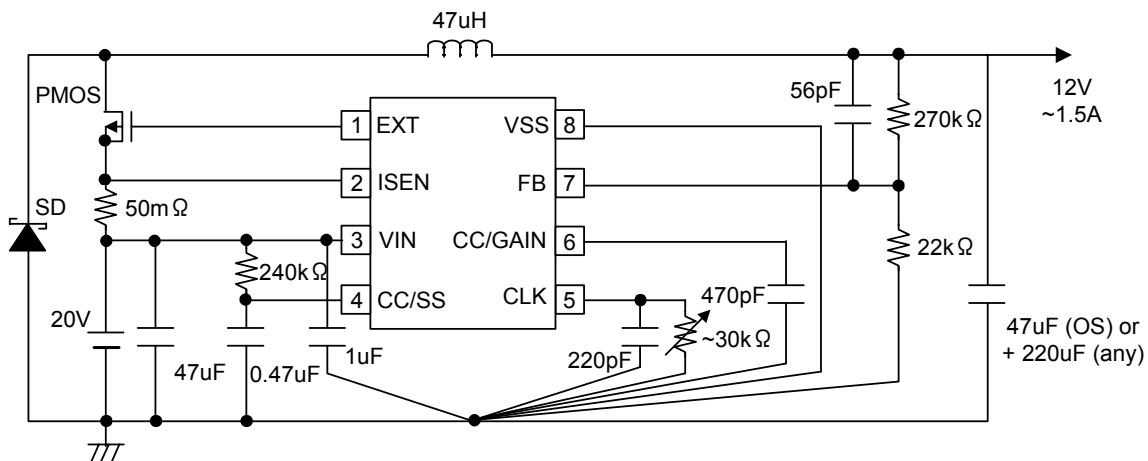 47uH
PMOS
56pF
12V
~1.5A
270kΩ
1 EXT VSS 8
2 ISEN FB 7
SD
50mΩ
3 VIN CC/GAIN 6
22kΩ
240kΩ
4 CC/SS CLK 5
470pF
20V
~30kΩ
47uF (OS) or
+ 220uF (any)
1uF
220pF
47uF
0.47uF